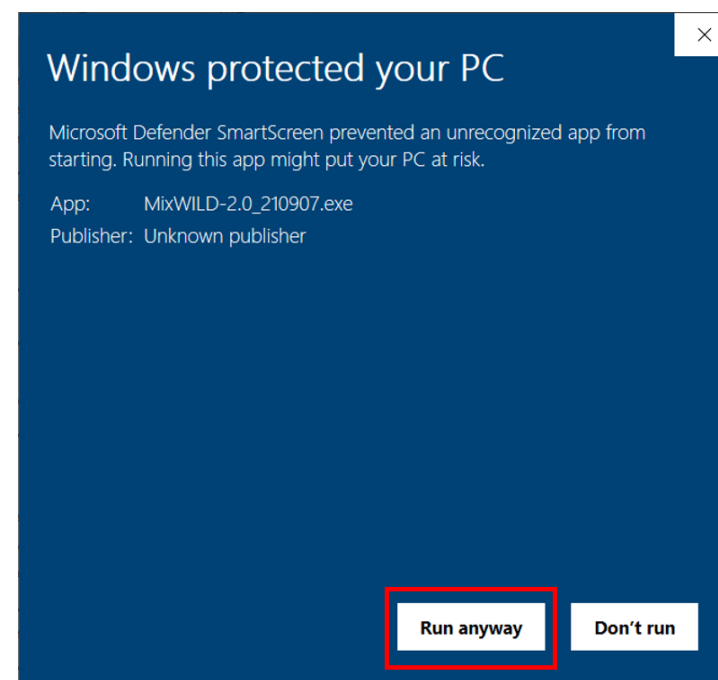 Windows protected your PC
Microsoft Defender SmartScreen prevented an unrecognized app from
starting. Running this app might put your PC at risk.
App: MixWILD-2.0_210907.exe
Publisher: Unknown publisher
Run anyway Don't run